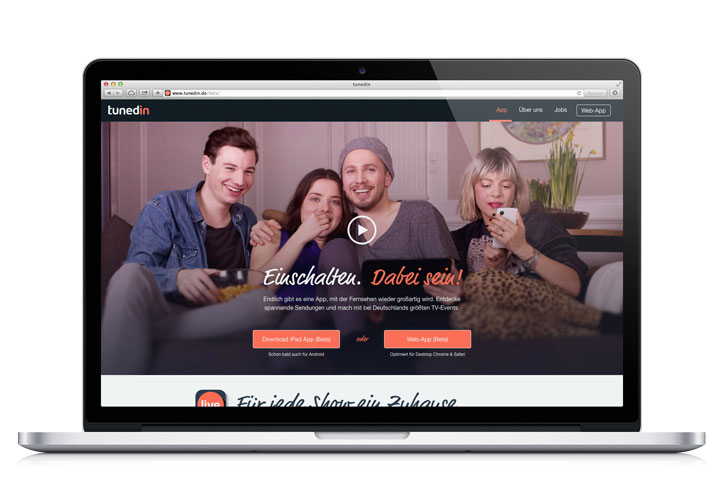 tunedin
www.tunedin.de/beta/
tunedin
App
Über uns
Jobs
Web-App
Einschalten. Dabei sein!
Endlich gibt es eine App, mit der Fernsehen wieder großartig wird. Entdecke
spannende Sendungen und mach mit bei Deutschlands größten TV-Events.
Download iPad App (Beta)
oder
Web-App (Beta)
Schon bald auch für Android
Optimiert für Desktop Chrome & Safari
live
Für jede Show ein Zuhause